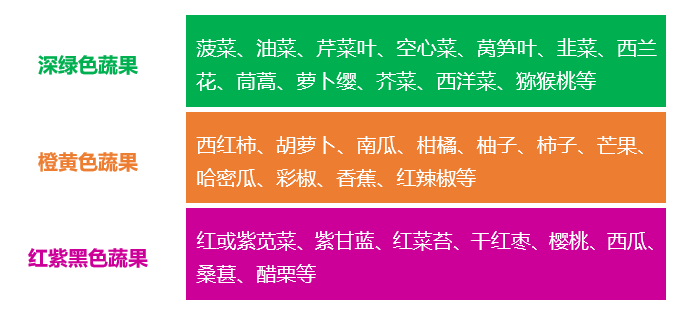 深绿色蔬果
菠菜、油菜、芹菜叶、空心菜、莴笋叶、韭菜、西兰
花、茼蒿、萝卜缨、芥菜、西洋菜、猕猴桃等
橙黄色蔬果
西红柿、胡萝卜、南瓜、柑橘、柚子、柿子、芒果、
哈密瓜、彩椒、香蕉、红辣椒等
红紫黑色蔬果
红或紫苋菜、紫甘蓝、红菜苔、干红枣、樱桃、西瓜、
桑葚、醋栗等